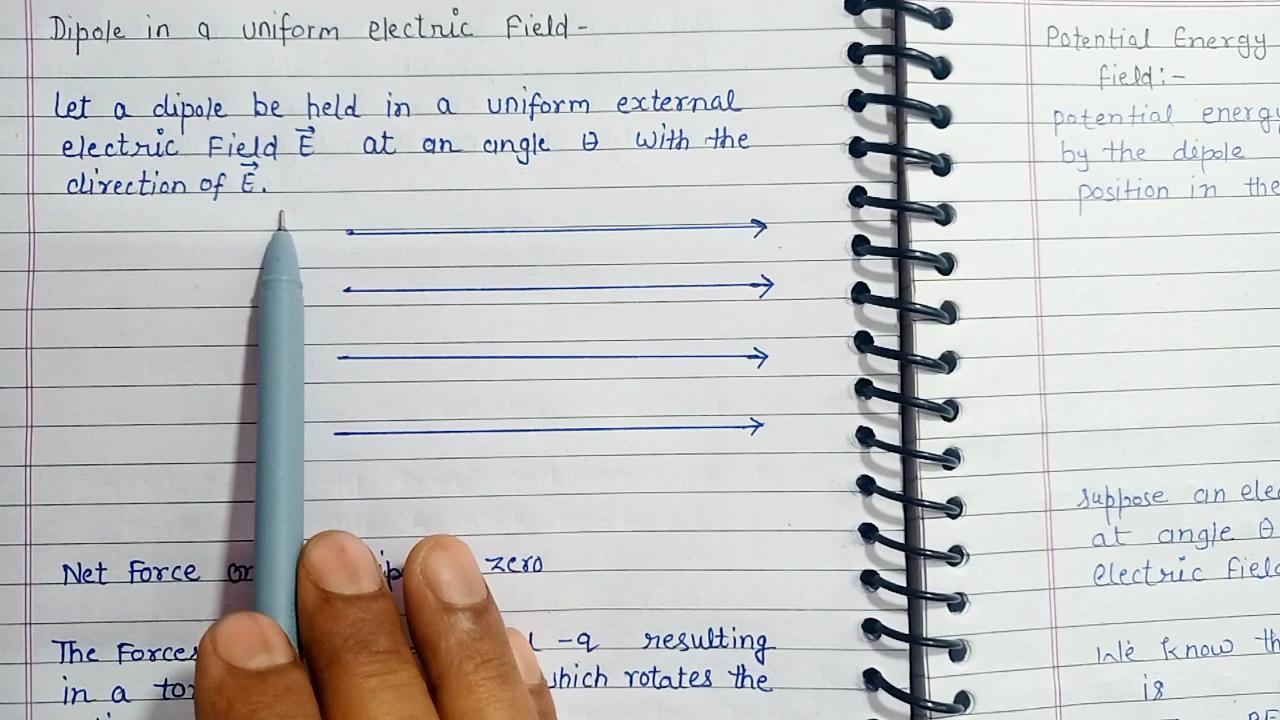 Dipole in a uniform electric Field -
Let a dipole be held in a uniform external
electric Field E⃗ at an angle θ with the
direction of E⃗.
Net Force zero
The Forces -q resulting
in a which rotates the
Potential Energy
field:-
potential energy
by the dipole
position in the
suppose an
at angle θ
electric
We know
is